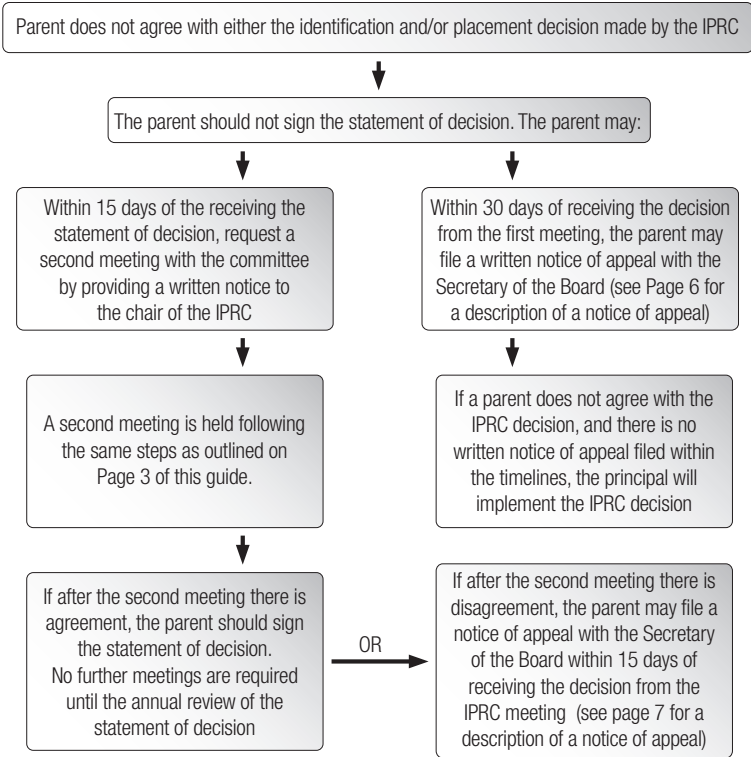 Parent does not agree with either the identification and/or placement decision made by the IPRC
The parent should not sign the statement of decision. The parent may:
Within 15 days of the receiving the
statement of decision, request a
second meeting with the committee
by providing a written notice to
the chair of the IPRC
Within 30 days of receiving the decision
from the first meeting, the parent may
file a written notice of appeal with the
Secretary of the Board (see Page 6 for
a description of a notice of appeal)
A second meeting is held following
the same steps as outlined on
Page 3 of this guide.
If a parent does not agree with the
IPRC decision, and there is no
written notice of appeal filed within
the timelines, the principal will
implement the IPRC decision
If after the second meeting there is
agreement, the parent should sign
the statement of decision.
No further meetings are required
until the annual review of the
statement of decision
OR
If after the second meeting there is
disagreement, the parent may file a
notice of appeal with the Secretary
of the Board within 15 days of
receiving the decision from the
IPRC meeting (see page 7 for a
description of a notice of appeal)